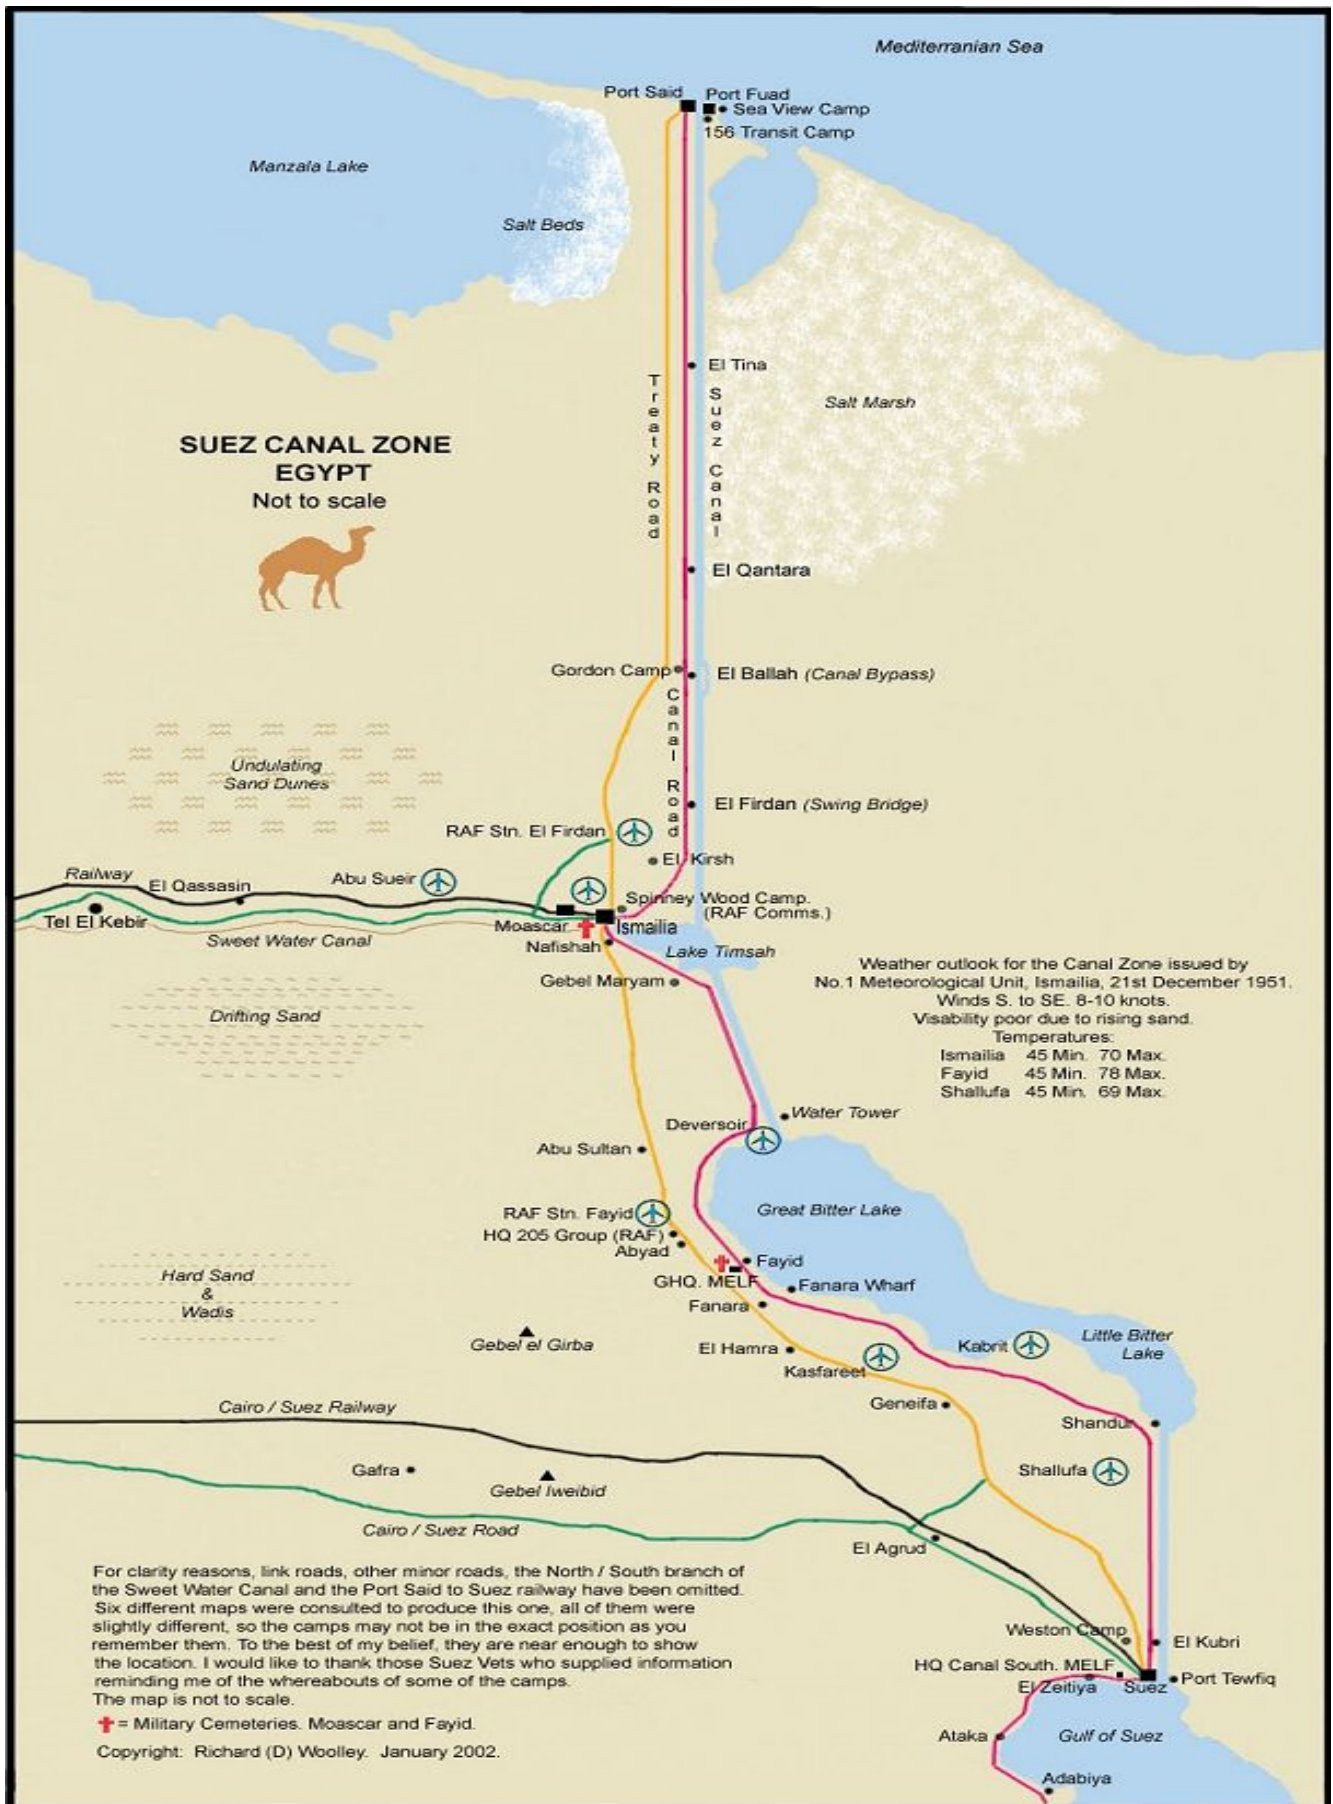 Mediterranian Sea
Port Said
Port Fuad
Sea View Camp
156 Transit Camp
Manzala Lake
Salt Beds
El Tina
Treaty Road
Suez Canal
Salt Marsh
SUEZ CANAL ZONE
EGYPT
Not to scale
El Qantara
Gordon Camp
El Ballah (Canal Bypass)
Canal Road
Undulating
Sand Dunes
El Firdan (Swing Bridge)
RAF Stn. El Firdan
El Kirsh
Railway
El Qassasin
Abu Sueir
Spinney Wood Camp.
(RAF Comms.)
Tel El Kebir
Moascar
Ismailia
Sweet Water Canal
Nafishah
Lake Timsah
Gebel Maryam
Weather outlook for the Canal Zone issued by
No.1 Meteorological Unit, Ismailia, 21st December 1951.
Winds S. to SE. 8-10 knots.
Visability poor due to rising sand.
Temperatures:
Ismailia 45 Min. 70 Max.
Fayid 45 Min. 78 Max.
Shallufa 45 Min. 69 Max.
Drifting Sand
Water Tower
Deversoir
Abu Sultan
RAF Stn. Fayid
Great Bitter Lake
HQ 205 Group (RAF)
Abyad
Fayid
Hard Sand
&
Wadis
GHQ. MELF
Fanara Wharf
Fanara
Gebel el Girba
El Hamra
Kabrit
Little Bitter
Lake
Kasfareet
Geneifa
Cairo / Suez Railway
Shandur
Gafra
Gebel Iweibid
Shallufa
Cairo / Suez Road
El Agrud
For clarity reasons, link roads, other minor roads, the North / South branch of
the Sweet Water Canal and the Port Said to Suez railway have been omitted.
Six different maps were consulted to produce this one, all of them were
slightly different, so the camps may not be in the exact position as you
remember them. To the best of my belief, they are near enough to show
the location. I would like to thank those Suez Vets who supplied information
reminding me of the whereabouts of some of the camps.
The map is not to scale.
= Military Cemeteries. Moascar and Fayid.
Copyright: Richard (D) Woolley. January 2002.
Weston Camp
El Kubri
HQ Canal South. MELF
El Zeitiya
Suez
Port Tewfiq
Ataka
Gulf of Suez
Adabiya